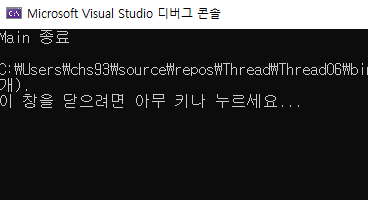 Microsoft Visual Studio 디버그 콘솔
Main 종료
C:₩Users₩chs93₩source₩repos₩Thread₩Thread06₩bin
개).
이 창을 닫으려면 아무 키나 누르세요...